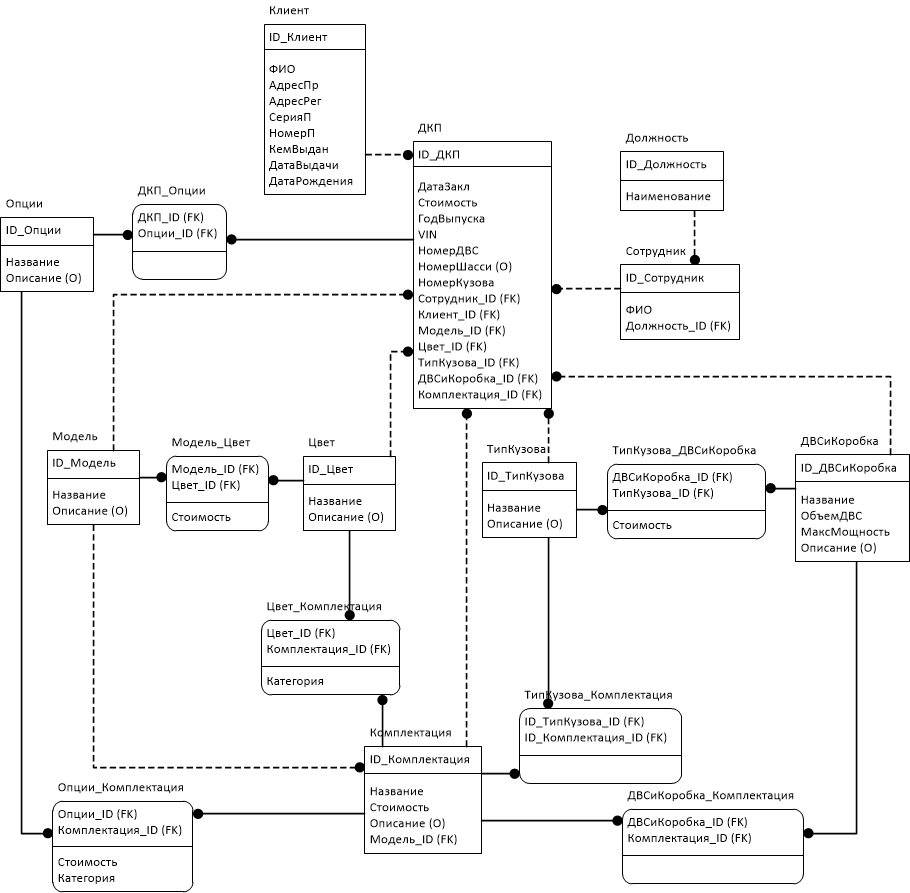 Клиент
ID_Клиент
ФИО
АдресПр
АдресРег
СерияП
НомерП
КемВыдан
ДатаВыдачи
ДатаРождения
ДКП
ID_ДКП
ДатаЗакл
Стоимость
ГодВыпуска
VIN
НомерДВС
НомерШасси (O)
НомерКузова
Сотрудник_ID (FK)
Клиент_ID (FK)
Модель_ID (FK)
Цвет_ID (FK)
ТипКузова_ID (FK)
ДВСиКоробка_ID (FK)
Комплектация_ID (FK)
Должность
ID_Должность
Наименование
Сотрудник
ID_Сотрудник
ФИО
Должность_ID (FK)
Опции
ID_Опции
Название
Описание (O)
ДКП_Опции
ДКП_ID (FK)
Опции_ID (FK)
Модель
ID_Модель
Название
Описание (O)
Модель_Цвет
Модель_ID (FK)
Цвет_ID (FK)
Стоимость
Цвет
ID_Цвет
Название
Описание (O)
ТипКузова
ID_ТипКузова
Название
Описание (O)
ТипКузова_ДВСиКоробка
ДВСиКоробка_ID (FK)
ТипКузова_ID (FK)
Стоимость
ДВСиКоробка
ID_ДВСиКоробка
Название
ОбъемДВС
МаксМощность
Описание (O)
Цвет_Комплектация
Цвет_ID (FK)
Комплектация_ID (FK)
Категория
ТипКузова_Комплектация
ID_ТипКузова_ID (FK)
ID_Комплектация_ID (FK)
Комплектация
ID_Комплектация
Название
Стоимость
Описание (O)
Модель_ID (FK)
Опции_Комплектация
Опции_ID (FK)
Комплектация_ID (FK)
Стоимость
Категория
ДВСиКоробка_Комплектация
ДВСиКоробка_ID (FK)
Комплектация_ID (FK)